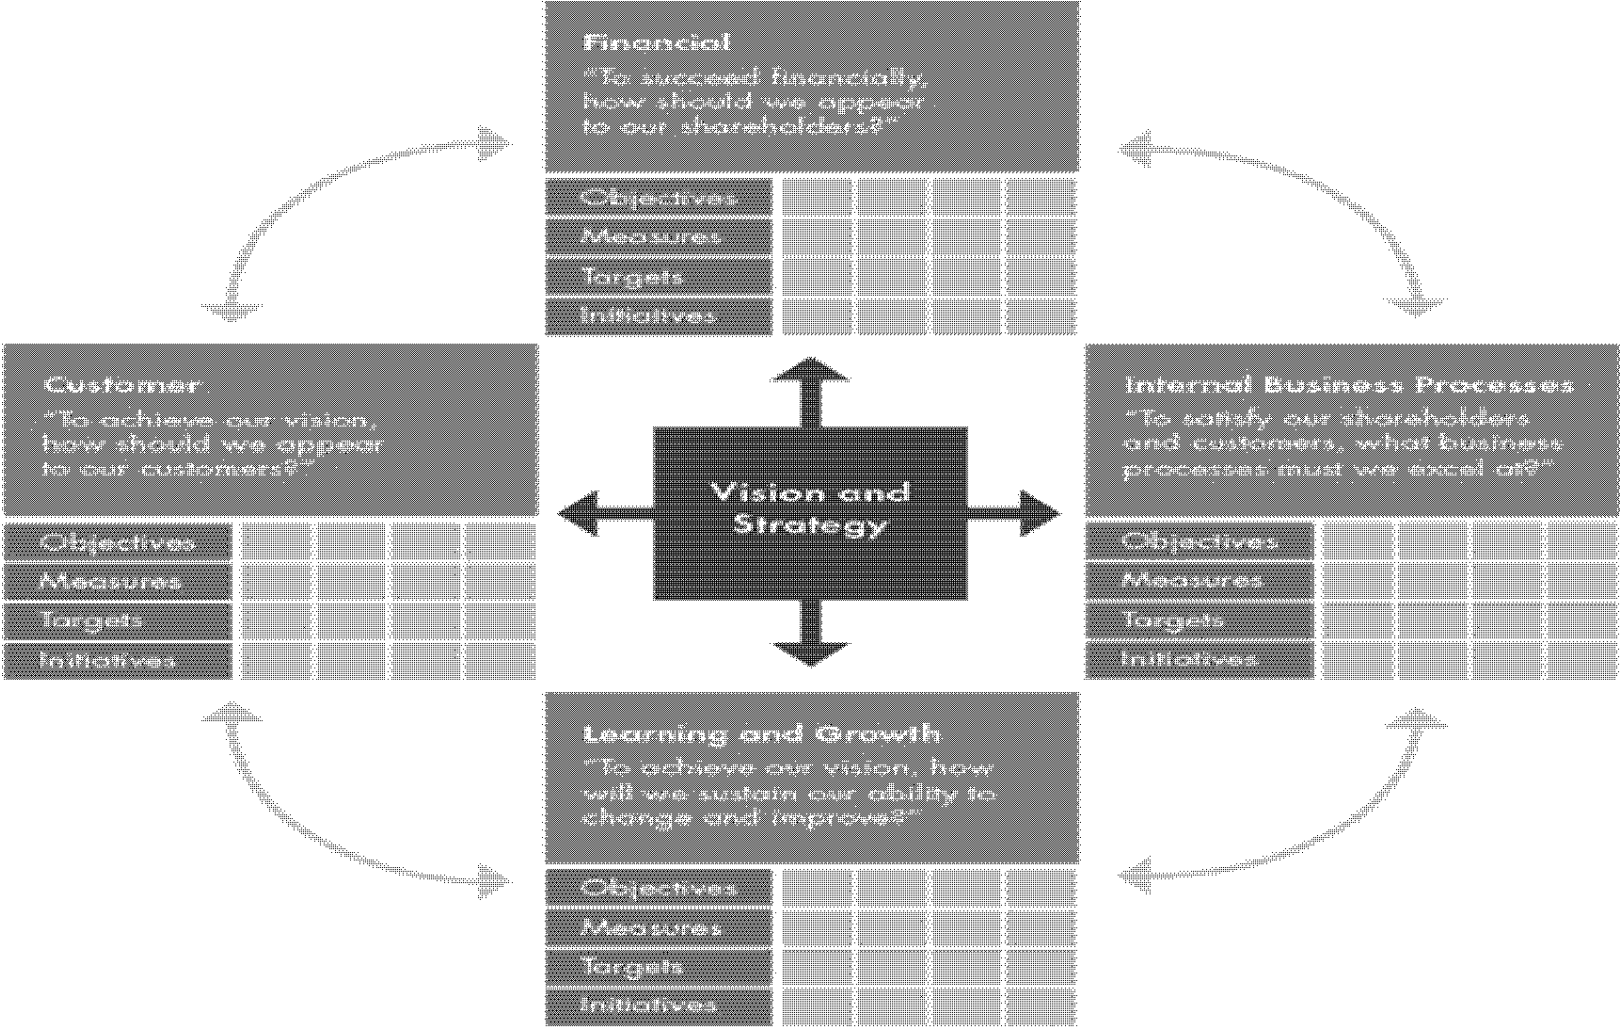 Financial
“To succeed financially,
how should we appear
to our shareholders?”
Objectives
Measures
Targets
Initiatives
Customer
“To achieve our vision,
how should we appear
to our customers?”
Objectives
Measures
Targets
Initiatives
Vision and
Strategy
Internal Business Processes
“To satisfy our shareholders
and customers, what business
processes must we excel at?”
Objectives
Measures
Targets
Initiatives
Learning and Growth
“To achieve our vision, how
will we sustain our ability to
change and improve?”
Objectives
Measures
Targets
Initiatives